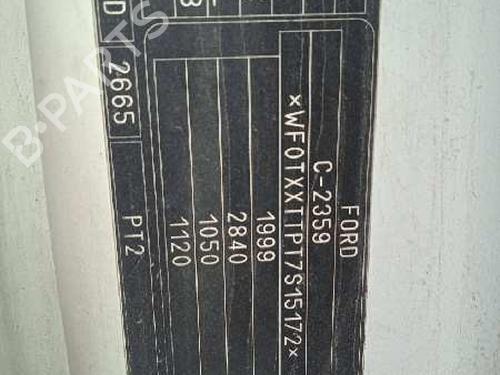 FORD
C-2359
*WF0TXXTTPT7S15172*
1999
2840
1050
1120
2665
PT2
D
B-PARTS